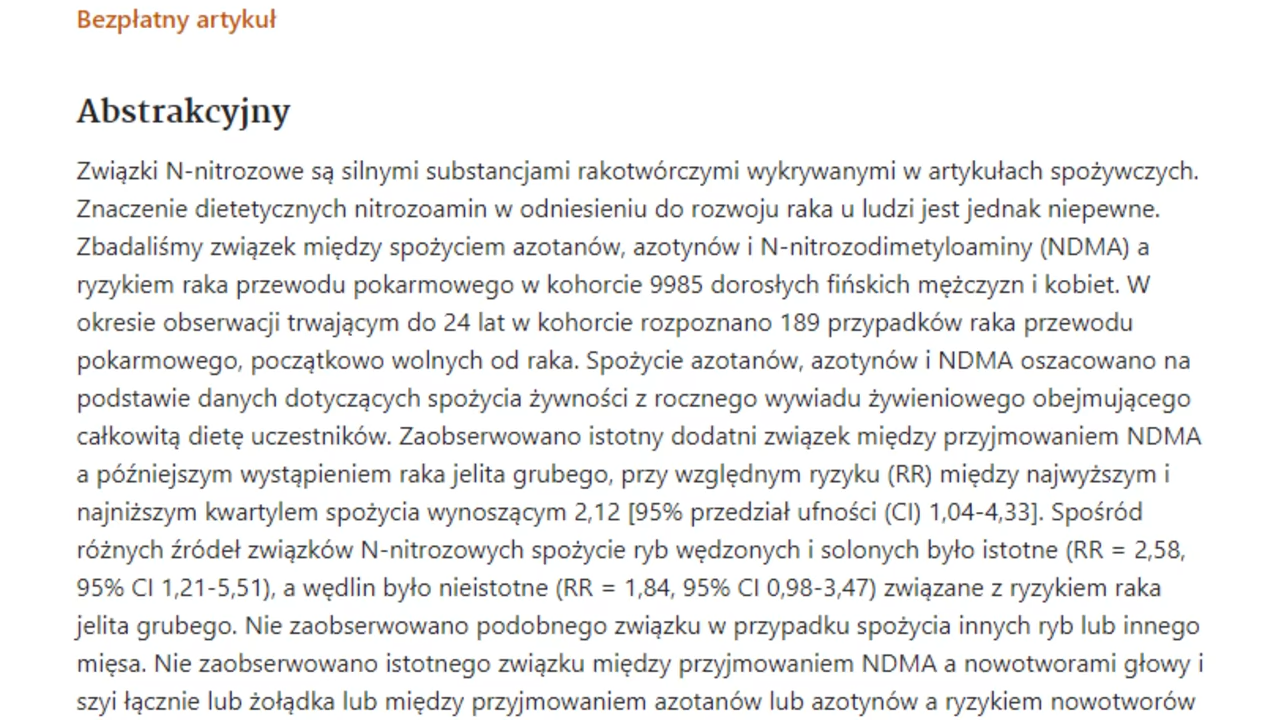 Bezpłatny artykuł
Abstrakcyjny
Związki N-nitrozowe są silnymi substancjami rakotwórczymi wykrywanymi w artykułach spożywczych.
Znaczenie dietetycznych nitrozoamin w odniesieniu do rozwoju raka u ludzi jest jednak niepewne.
Zbadaliśmy związek między spożyciem azotanów, azotynów i N-nitrozodimetyloaminy (NDMA) a
ryzykiem raka przewodu pokarmowego w kohorcie 9985 dorosłych fińskich mężczyzn i kobiet. W
okresie obserwacji trwającym do 24 lat w kohorcie rozpoznano 189 przypadków raka przewodu
pokarmowego, początkowo wolnych od raka. Spożycie azotanów, azotynów i NDMA oszacowano na
podstawie danych dotyczących spożycia żywności z rocznego wywiadu żywieniowego obejmującego
całkowitą dietę uczestników. Zaobserwowano istotny dodatni związek między przyjmowaniem NDMA
a późniejszym wystąpieniem raka jelita grubego, przy względnym ryzyku (RR) między najwyższym i
najniższym kwartylem spożycia wynoszącym 2,12 [95% przedział ufności (CI) 1,04-4,33]. Spośród
różnych źródeł związków N-nitrozowych spożycie ryb wędzonych i solonych było istotne (RR = 2,58,
95% CI 1,21-5,51), a wędlin było nieistotne (RR = 1,84, 95% CI 0,98-3,47) związane z ryzykiem raka
jelita grubego. Nie zaobserwowano podobnego związku w przypadku spożycia innych ryb lub innego
mięsa. Nie zaobserwowano istotnego związku między przyjmowaniem NDMA a nowotworami głowy i
szyi łącznie lub żołądka lub między przyjmowaniem azotanów lub azotynów a ryzykiem nowotworów